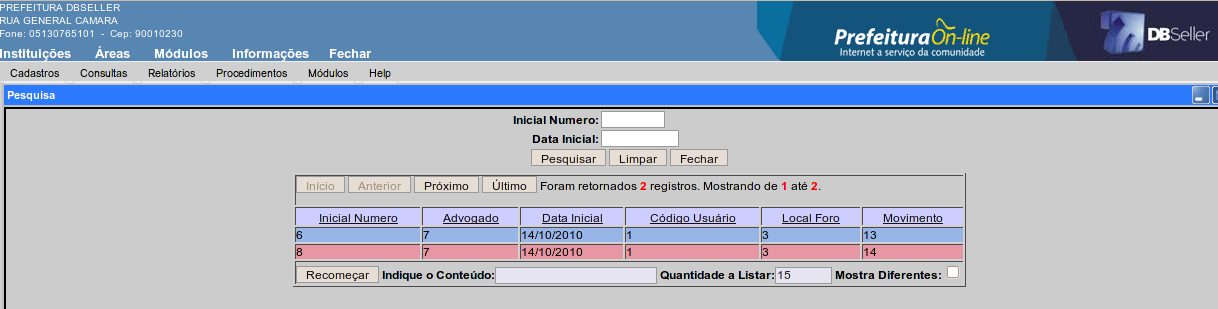 PREFEITURA DBSELLER
RUA GENERAL CAMARA
Fone: 05130765101 - Cep: 90010230
Instituições Áreas Módulos Informações Fechar
Prefeitura On-line
Internet a serviço da comunidade
DBSeller
Cadastros Consultas Relatórios Procedimentos Módulos Help
Pesquisa
Inicial Numero:
Data Inicial:
Pesquisar Limpar Fechar
Início Anterior Próximo Último Foram retornados 2 registros. Mostrando de 1 até 2.
Inicial Numero Advogado Data Inicial Código Usuário Local Foro Movimento
6 7 14/10/2010 1 3 13
8 7 14/10/2010 1 3 14
Recomeçar Indique o Conteúdo: Quantidade a Listar: 15 Mostra Diferentes: